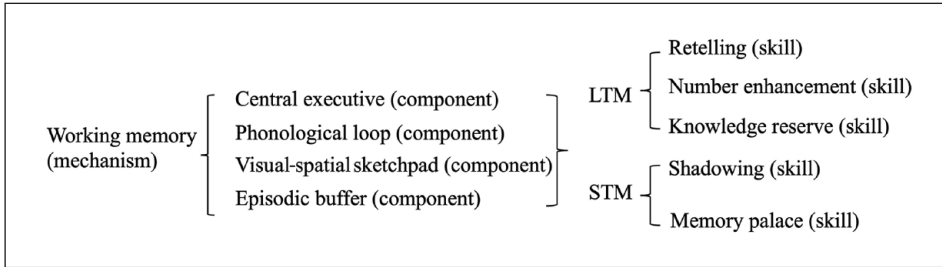 Working memory
(mechanism)
Central executive (component)
Phonological loop (component)
Visual-spatial sketchpad (component)
Episodic buffer (component)
LTM
Retelling (skill)
Number enhancement (skill)
Knowledge reserve (skill)
STM
Shadowing (skill)
Memory palace (skill)